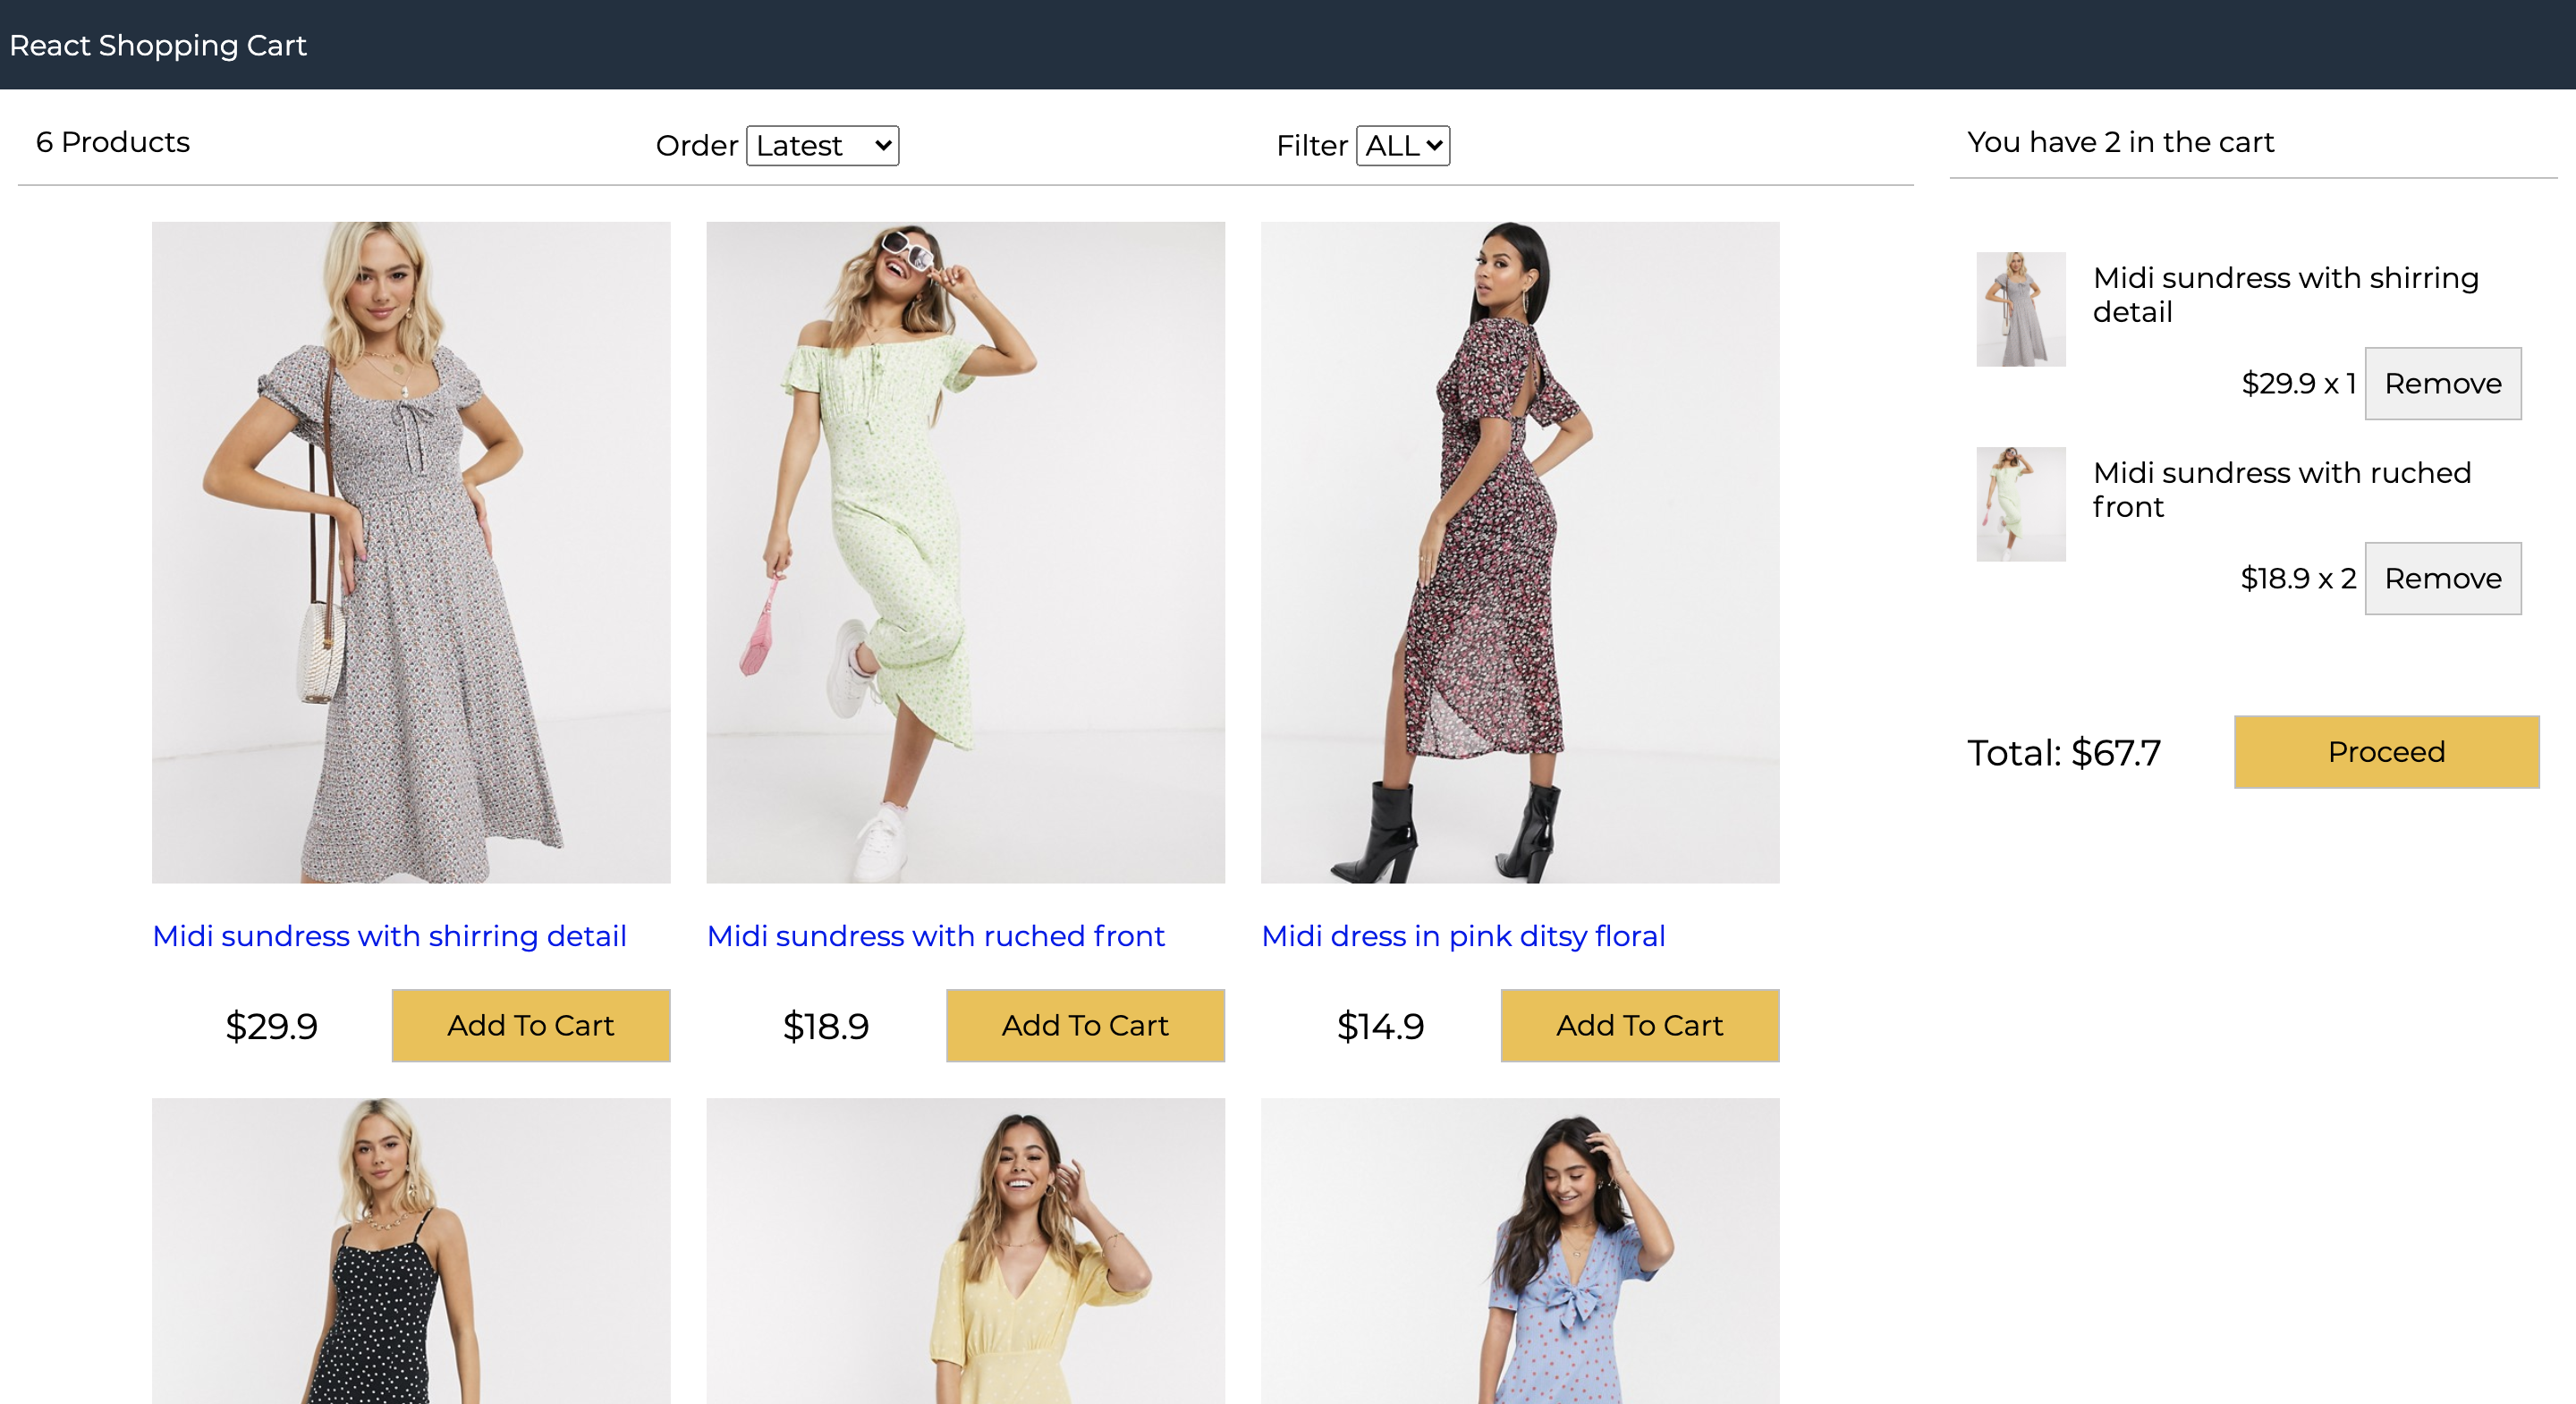 React Shopping Cart
6 Products
Order Latest
Filter ALL
You have 2 in the cart
Midi sundress with shirring
detail
$29.9 x 1 Remove
Midi sundress with ruched
front
$18.9 x 2 Remove
Total: $67.7 Proceed
Midi sundress with shirring detail
$29.9 Add To Cart
Midi sundress with ruched front
$18.9 Add To Cart
Midi dress in pink ditsy floral
$14.9 Add To Cart